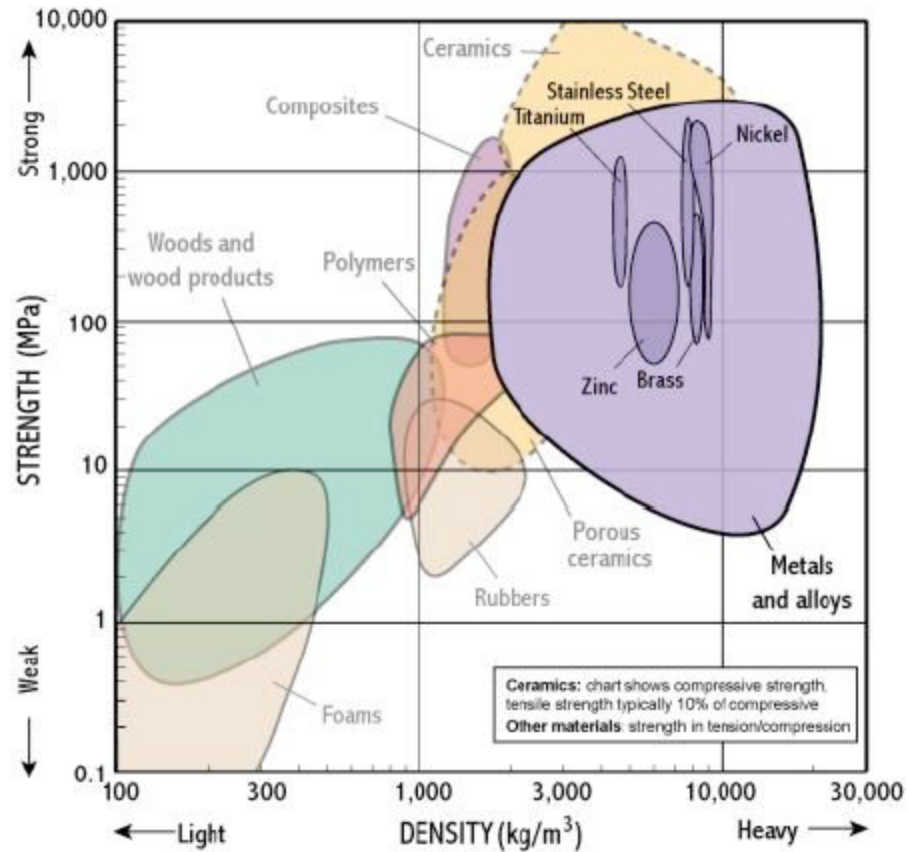 10,000
1,000
100
10
1
0.1
Strong
STRENGTH (MPa)
Weak
Ceramics
Stainless Steel
Titanium
Composites
Nickel
Woods and
wood products
Polymers
Zinc
Brass
Porous
ceramics
Rubbers
Metals
and alloys
Foams
Ceramics: chart shows compressive strength,
tensile strength typically 10% of compressive
Other materials: strength in tension/compression
100
300
1,000
3,000
10,000
30,000
Light
DENSITY (kg/m³)
Heavy